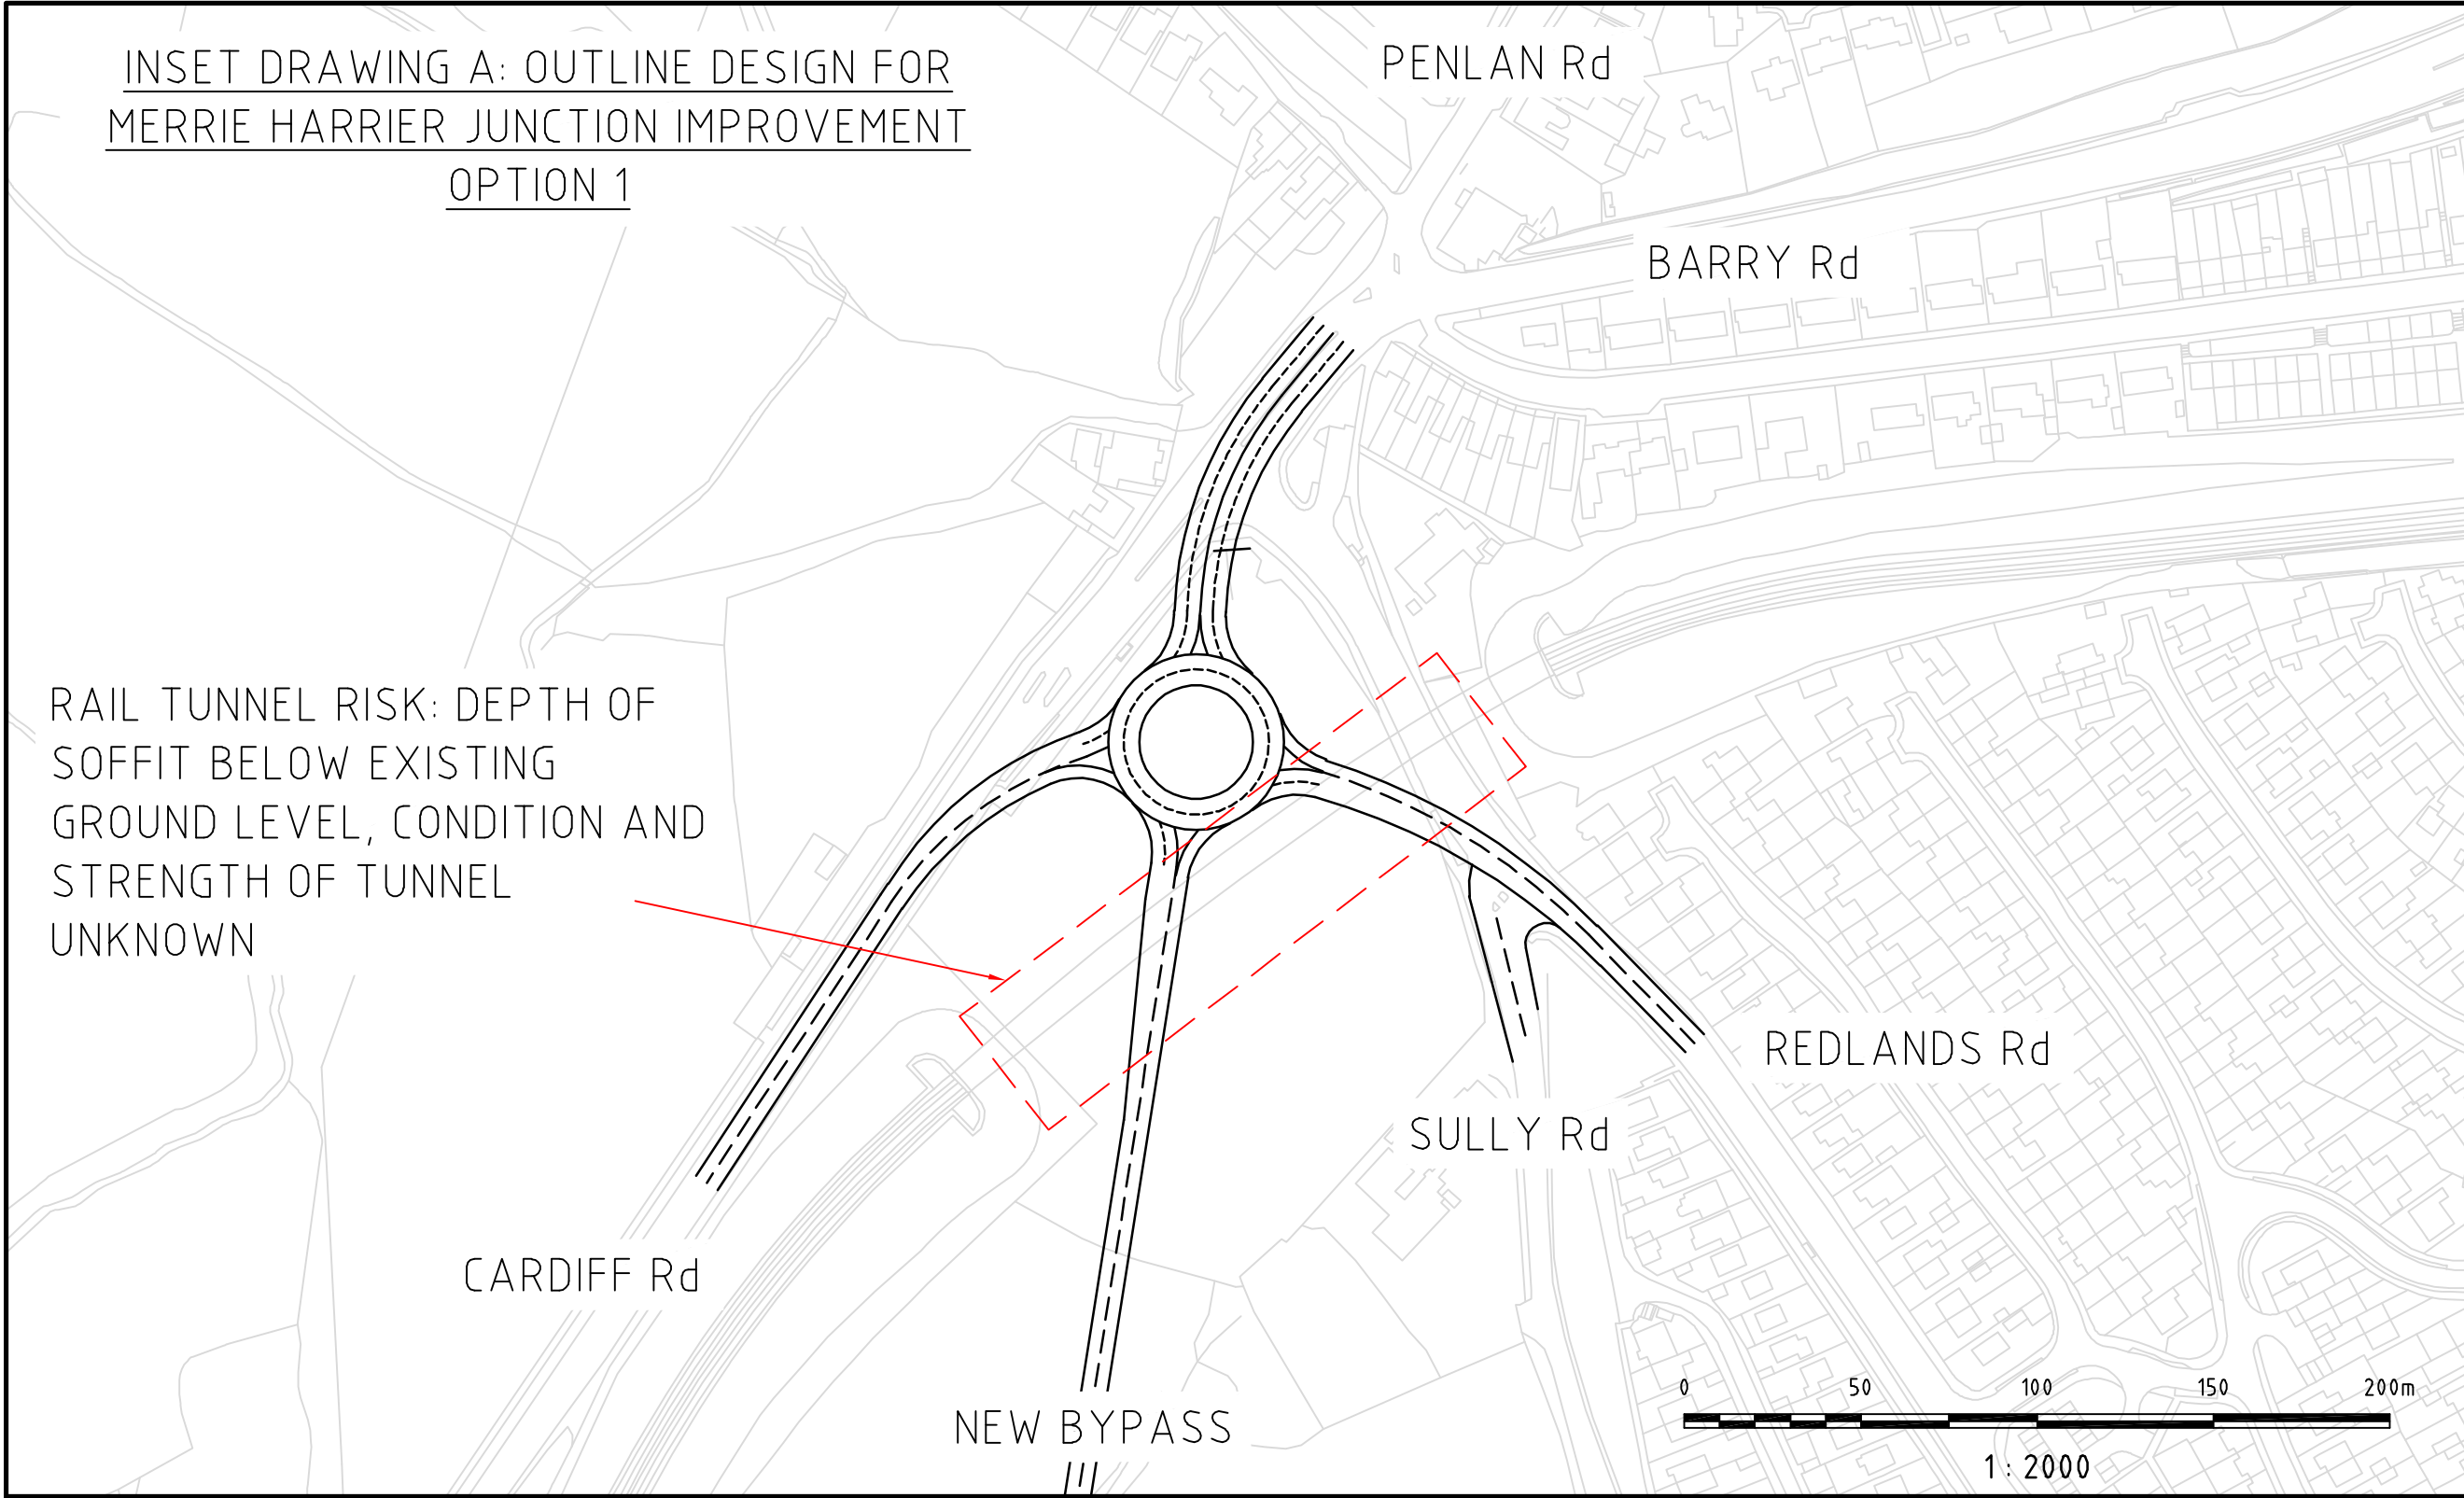 INSET DRAWING A: OUTLINE DESIGN FOR
MERRIE HARRIER JUNCTION IMPROVEMENT
OPTION 1
PENLAN Rd
BARRY Rd
RAIL TUNNEL RISK: DEPTH OF
SOFFIT BELOW EXISTING
GROUND LEVEL, CONDITION AND
STRENGTH OF TUNNEL
UNKNOWN
REDLANDS Rd
SULLY Rd
CARDIFF Rd
NEW BYPASS
0 50 100 150 200m
1 : 2000